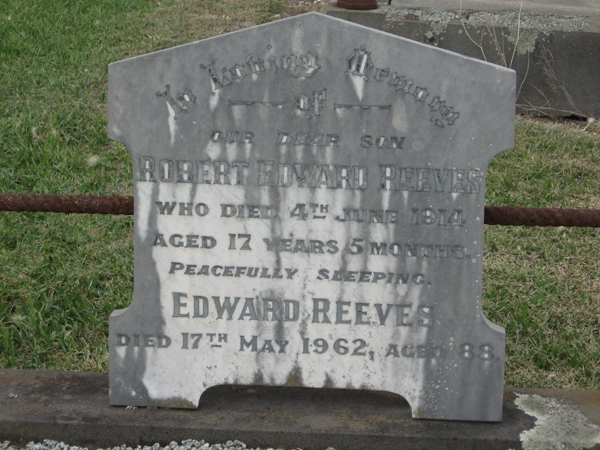 In Loving Memory
of
OUR DEAR SON
ROBERT EDWARD REEVES
WHO DIED 4TH JUNE 1914
AGED 17 YEARS 5 MONTHS.
PEACEFULLY SLEEPING.
EDWARD REEVES
DIED 17TH MAY 1962, AGED 88.